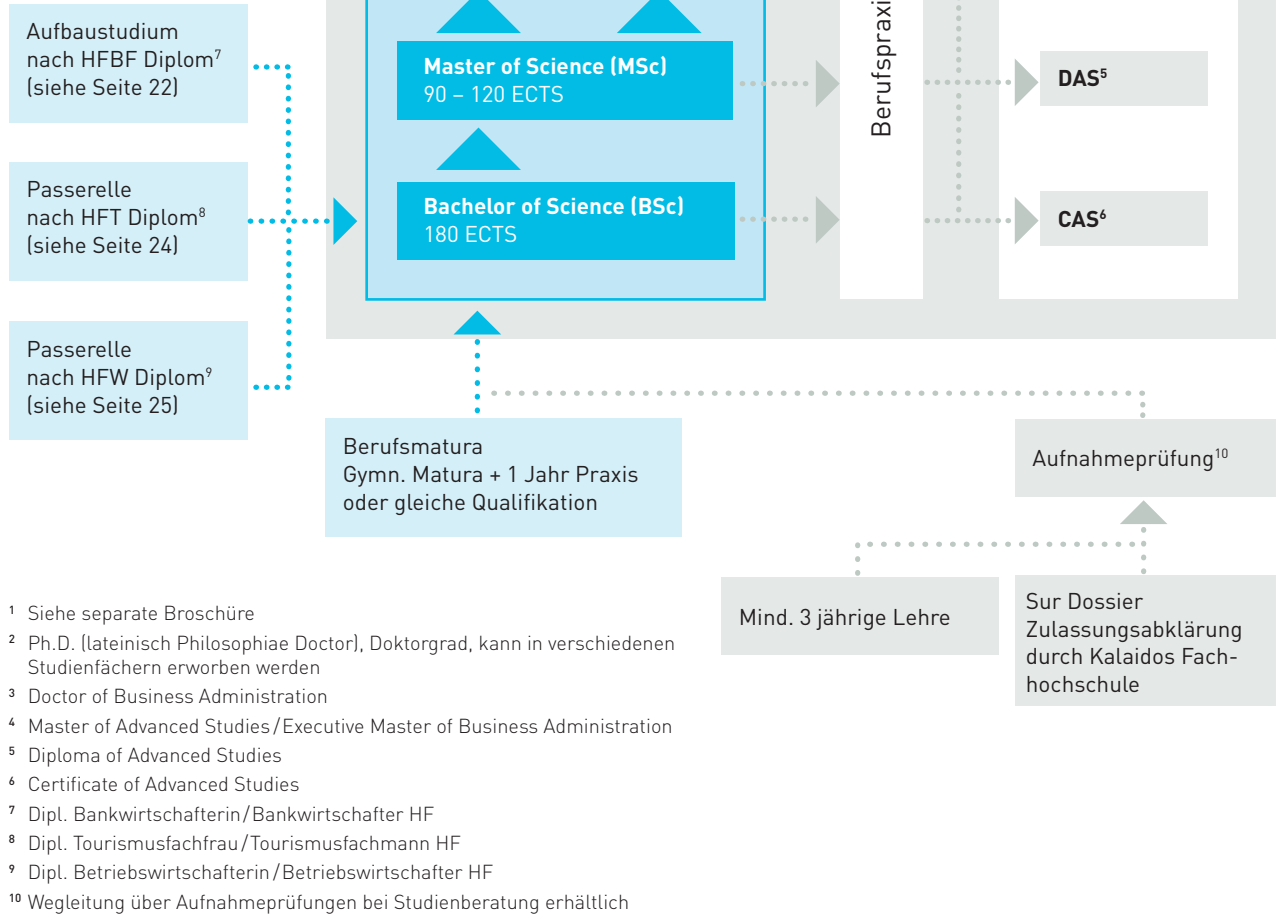 Aufbaustudium
nach HFBF Diplom⁷
(siehe Seite 22)
Passerelle
nach HFT Diplom⁸
(siehe Seite 24)
Passerelle
nach HFW Diplom⁹
(siehe Seite 25)
Master of Science (MSc)
90 – 120 ECTS
Bachelor of Science (BSc)
180 ECTS
DAS⁵
CAS⁶
Berufsmatura
Gymn. Matura + 1 Jahr Praxis
oder gleiche Qualifikation
Aufnahmeprüfung¹⁰
Mind. 3 jährige Lehre
Sur Dossier
Zulassungsabklärung
durch Kalaidos Fach-
hochschule
¹ Siehe separate Broschüre
² Ph.D. (lateinisch Philosophiae Doctor), Doktorgrad, kann in verschiedenen
Studienfächern erworben werden
³ Doctor of Business Administration
⁴ Master of Advanced Studies/Executive Master of Business Administration
⁵ Diploma of Advanced Studies
⁶ Certificate of Advanced Studies
⁷ Dipl. Bankwirtschafterin/Bankwirtschafter HF
⁸ Dipl. Tourismusfachfrau/Tourismusfachmann HF
⁹ Dipl. Betriebswirtschafterin/Betriebswirtschafter HF
¹⁰ Wegleitung über Aufnahmeprüfungen bei Studienberatung erhältlich